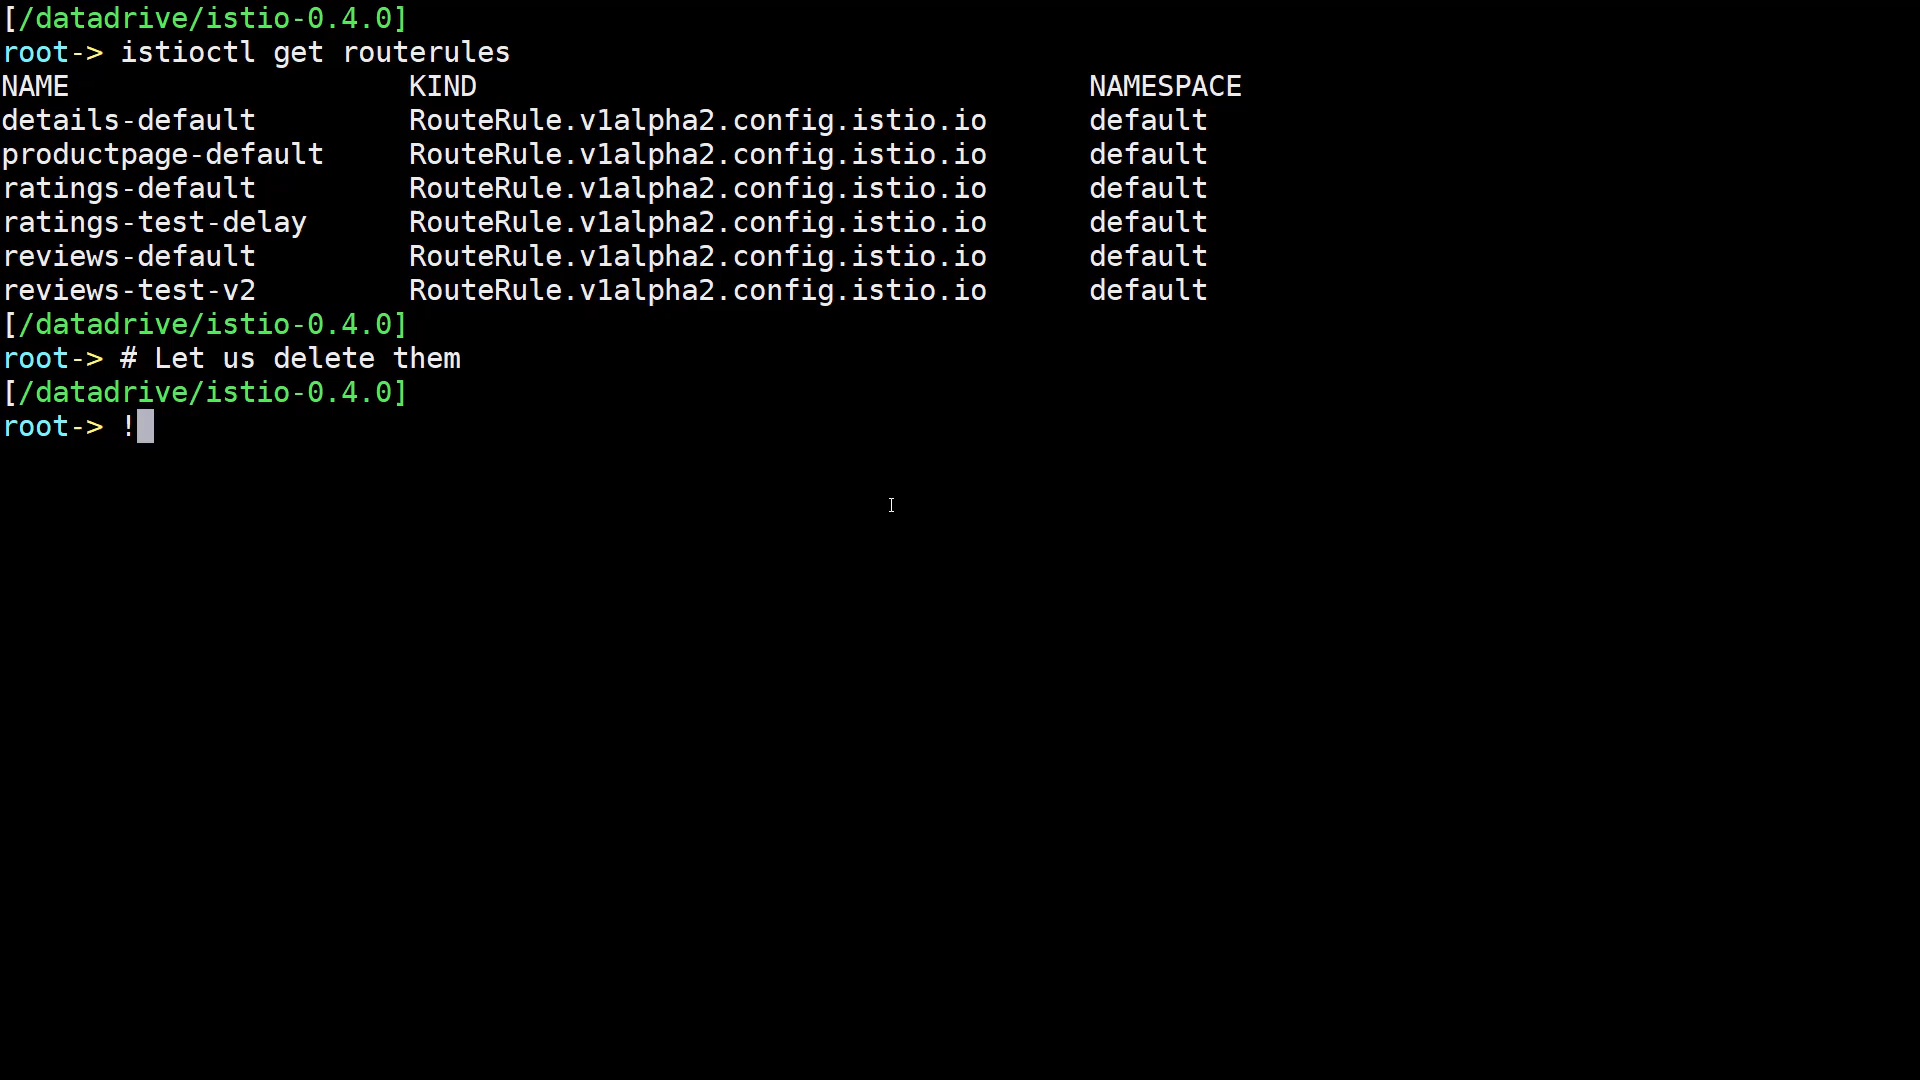 [/datadrive/istio-0.4.0]
root-> istioctl get routerules
NAME KIND NAMESPACE
details-default RouteRule.v1alpha2.config.istio.io default
productpage-default RouteRule.v1alpha2.config.istio.io default
ratings-default RouteRule.v1alpha2.config.istio.io default
ratings-test-delay RouteRule.v1alpha2.config.istio.io default
reviews-default RouteRule.v1alpha2.config.istio.io default
reviews-test-v2 RouteRule.v1alpha2.config.istio.io default
[/datadrive/istio-0.4.0]
root-> # Let us delete them
[/datadrive/istio-0.4.0]
root-> !